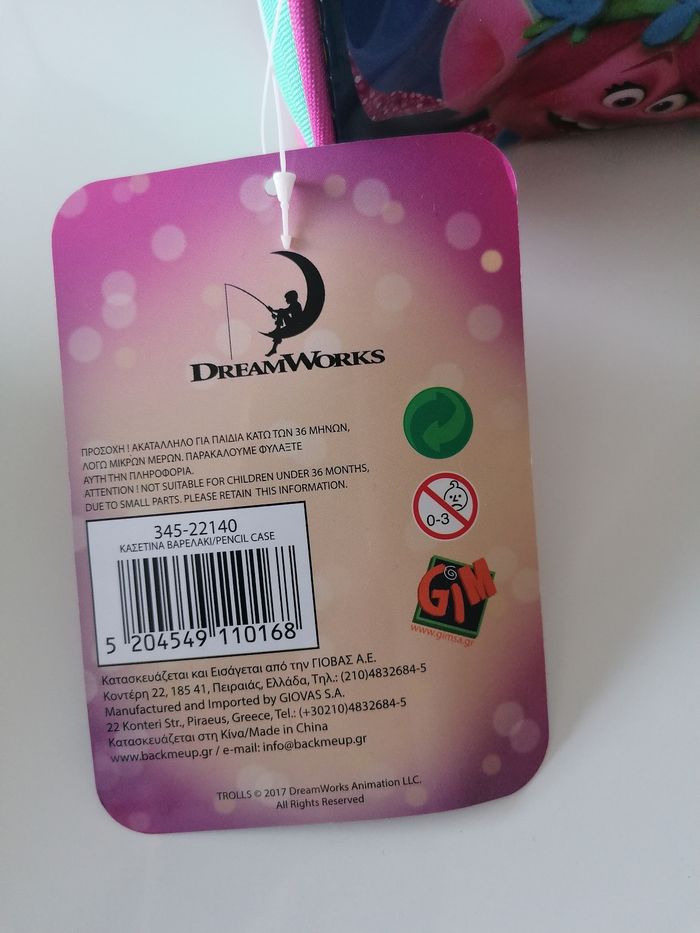 DREAMWORKS
ΠΡΟΣΟΧΗ ! ΑΚΑΤΑΛΛΗΛΟ ΓΙΑ ΠΑΙΔΙΑ ΚΑΤΩ ΤΩΝ 36 ΜΗΝΩΝ,
ΛΟΓΩ ΜΙΚΡΩΝ ΜΕΡΩΝ. ΠΑΡΑΚΑΛΟΥΜΕ ΦΥΛΑΞΤΕ
ΑΥΤΗ ΤΗΝ ΠΛΗΡΟΦΟΡΙΑ.
ATTENTION ! NOT SUITABLE FOR CHILDREN UNDER 36 MONTHS,
DUE TO SMALL PARTS. PLEASE RETAIN THIS INFORMATION.
0-3
345-22140
ΚΑΣΕΤΙΝΑ ΒΑΡΕΛΑΚΙ/PENCIL CASE
5 204549 110168
GIM
www.gimsa.gr
Κατασκευάζεται και Εισάγεται από την ΓΙΟΒΑΣ Α.Ε.
Κοντέρη 22, 185 41, Πειραιάς, Ελλάδα, Τηλ.: (210)4832684-5
Manufactured and Imported by GIOVAS S.A.
22 Konteri Str., Piraeus, Greece, Tel.: (+30210)4832684-5
Κατασκευάζεται στη Κίνα/Made in China
www.backmeup.gr / e-mail: info@backmeup.gr
TROLLS © 2017 DreamWorks Animation LLC.
All Rights Reserved